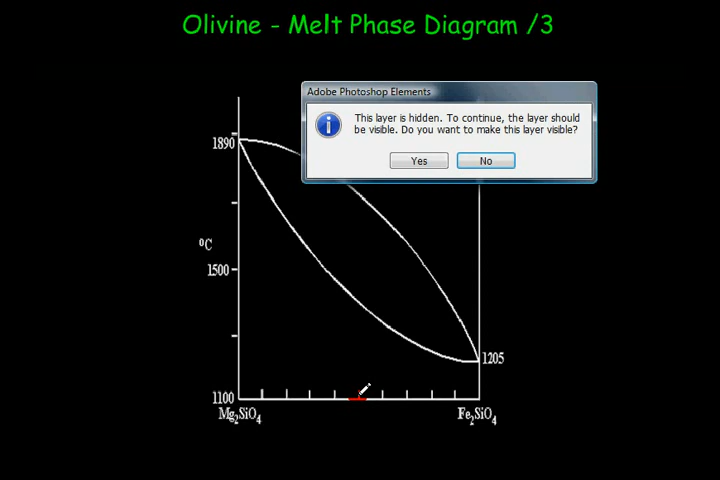 Olivine - Melt Phase Diagram /3
Adobe Photoshop Elements
This layer is hidden. To continue, the layer should
be visible. Do you want to make this layer visible?
Yes No
1890
ºC
1500
1205
1100
Mg₂SiO₄ Fe₂SiO₄